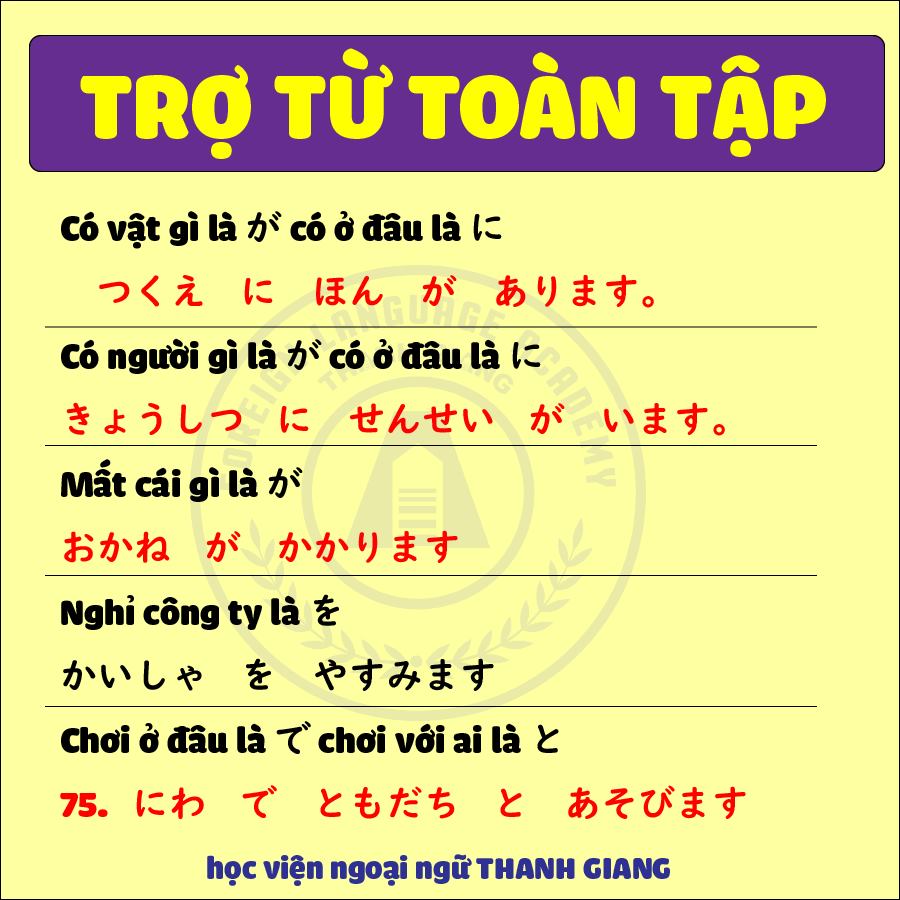 TRỢ TỪ TOÀN TẬP
Có vật gì là が có ở đâu là に
つくえ に ほん が あります。
Có người gì là が có ở đâu là に
きょうしつ に せんせい が います。
Mất cái gì là が
おかね が かかります
Nghỉ công ty là を
かいしゃ を やすみます
Chơi ở đâu là で chơi với ai là と
75. にわ で ともだち と あそびます
học viện ngoại ngữ THANH GIANG
FOREIGN LANGUAGE ACADEMY
THANH GIANG